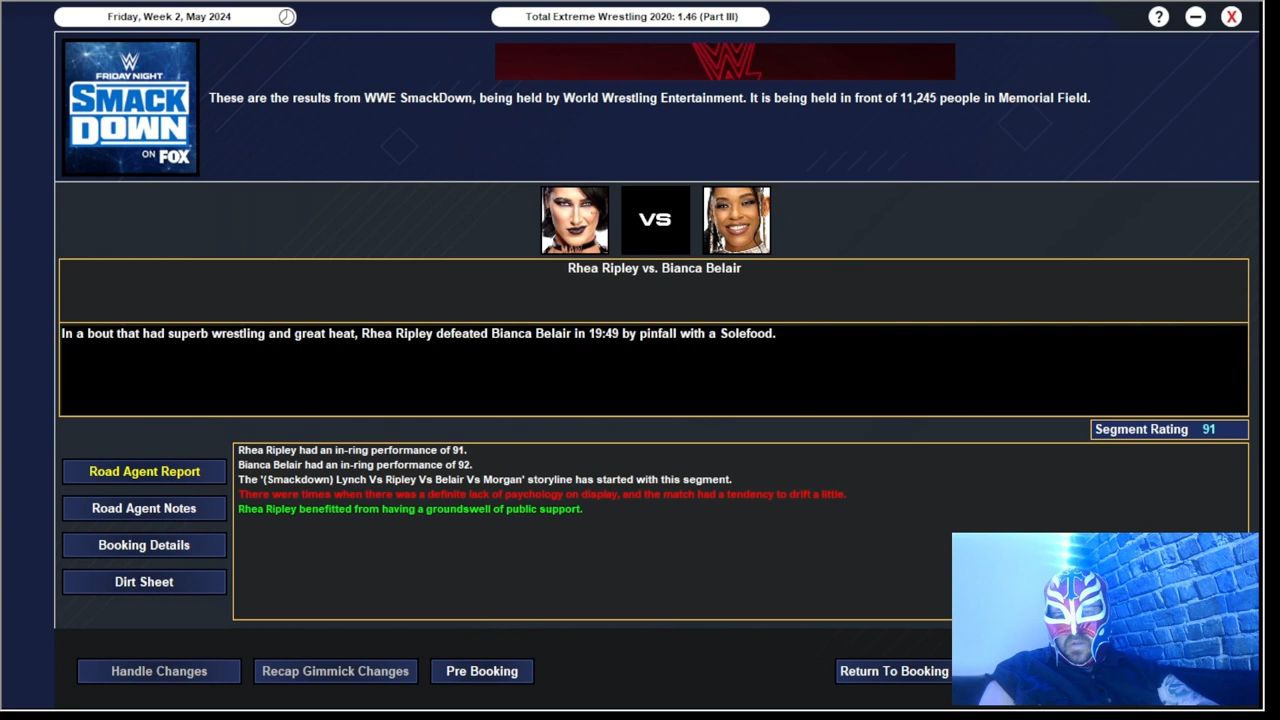 Friday, Week 2, May 2024
Total Extreme Wrestling 2020: 1.46 (Part III)
?
X
W
FRIDAY NIGHT
SMACK
DOWN
ON FOX
These are the results from WWE SmackDown, being held by World Wrestling Entertainment. It is being held in front of 11,245 people in Memorial Field.
VS
Rhea Ripley vs. Bianca Belair
In a bout that had superb wrestling and great heat, Rhea Ripley defeated Bianca Belair in 19:49 by pinfall with a Solefood.
Segment Rating 91
Road Agent Report
Road Agent Notes
Booking Details
Dirt Sheet
Rhea Ripley had an in-ring performance of 91.
Bianca Belair had an in-ring performance of 92.
The '(Smackdown) Lynch Vs Ripley Vs Belair Vs Morgan' storyline has started with this segment.
There were times when there was a definite lack of psychology on display, and the match had a tendency to drift a little.
Rhea Ripley benefitted from having a groundswell of public support.
Handle Changes
Recap Gimmick Changes
Pre Booking
Return To Booking